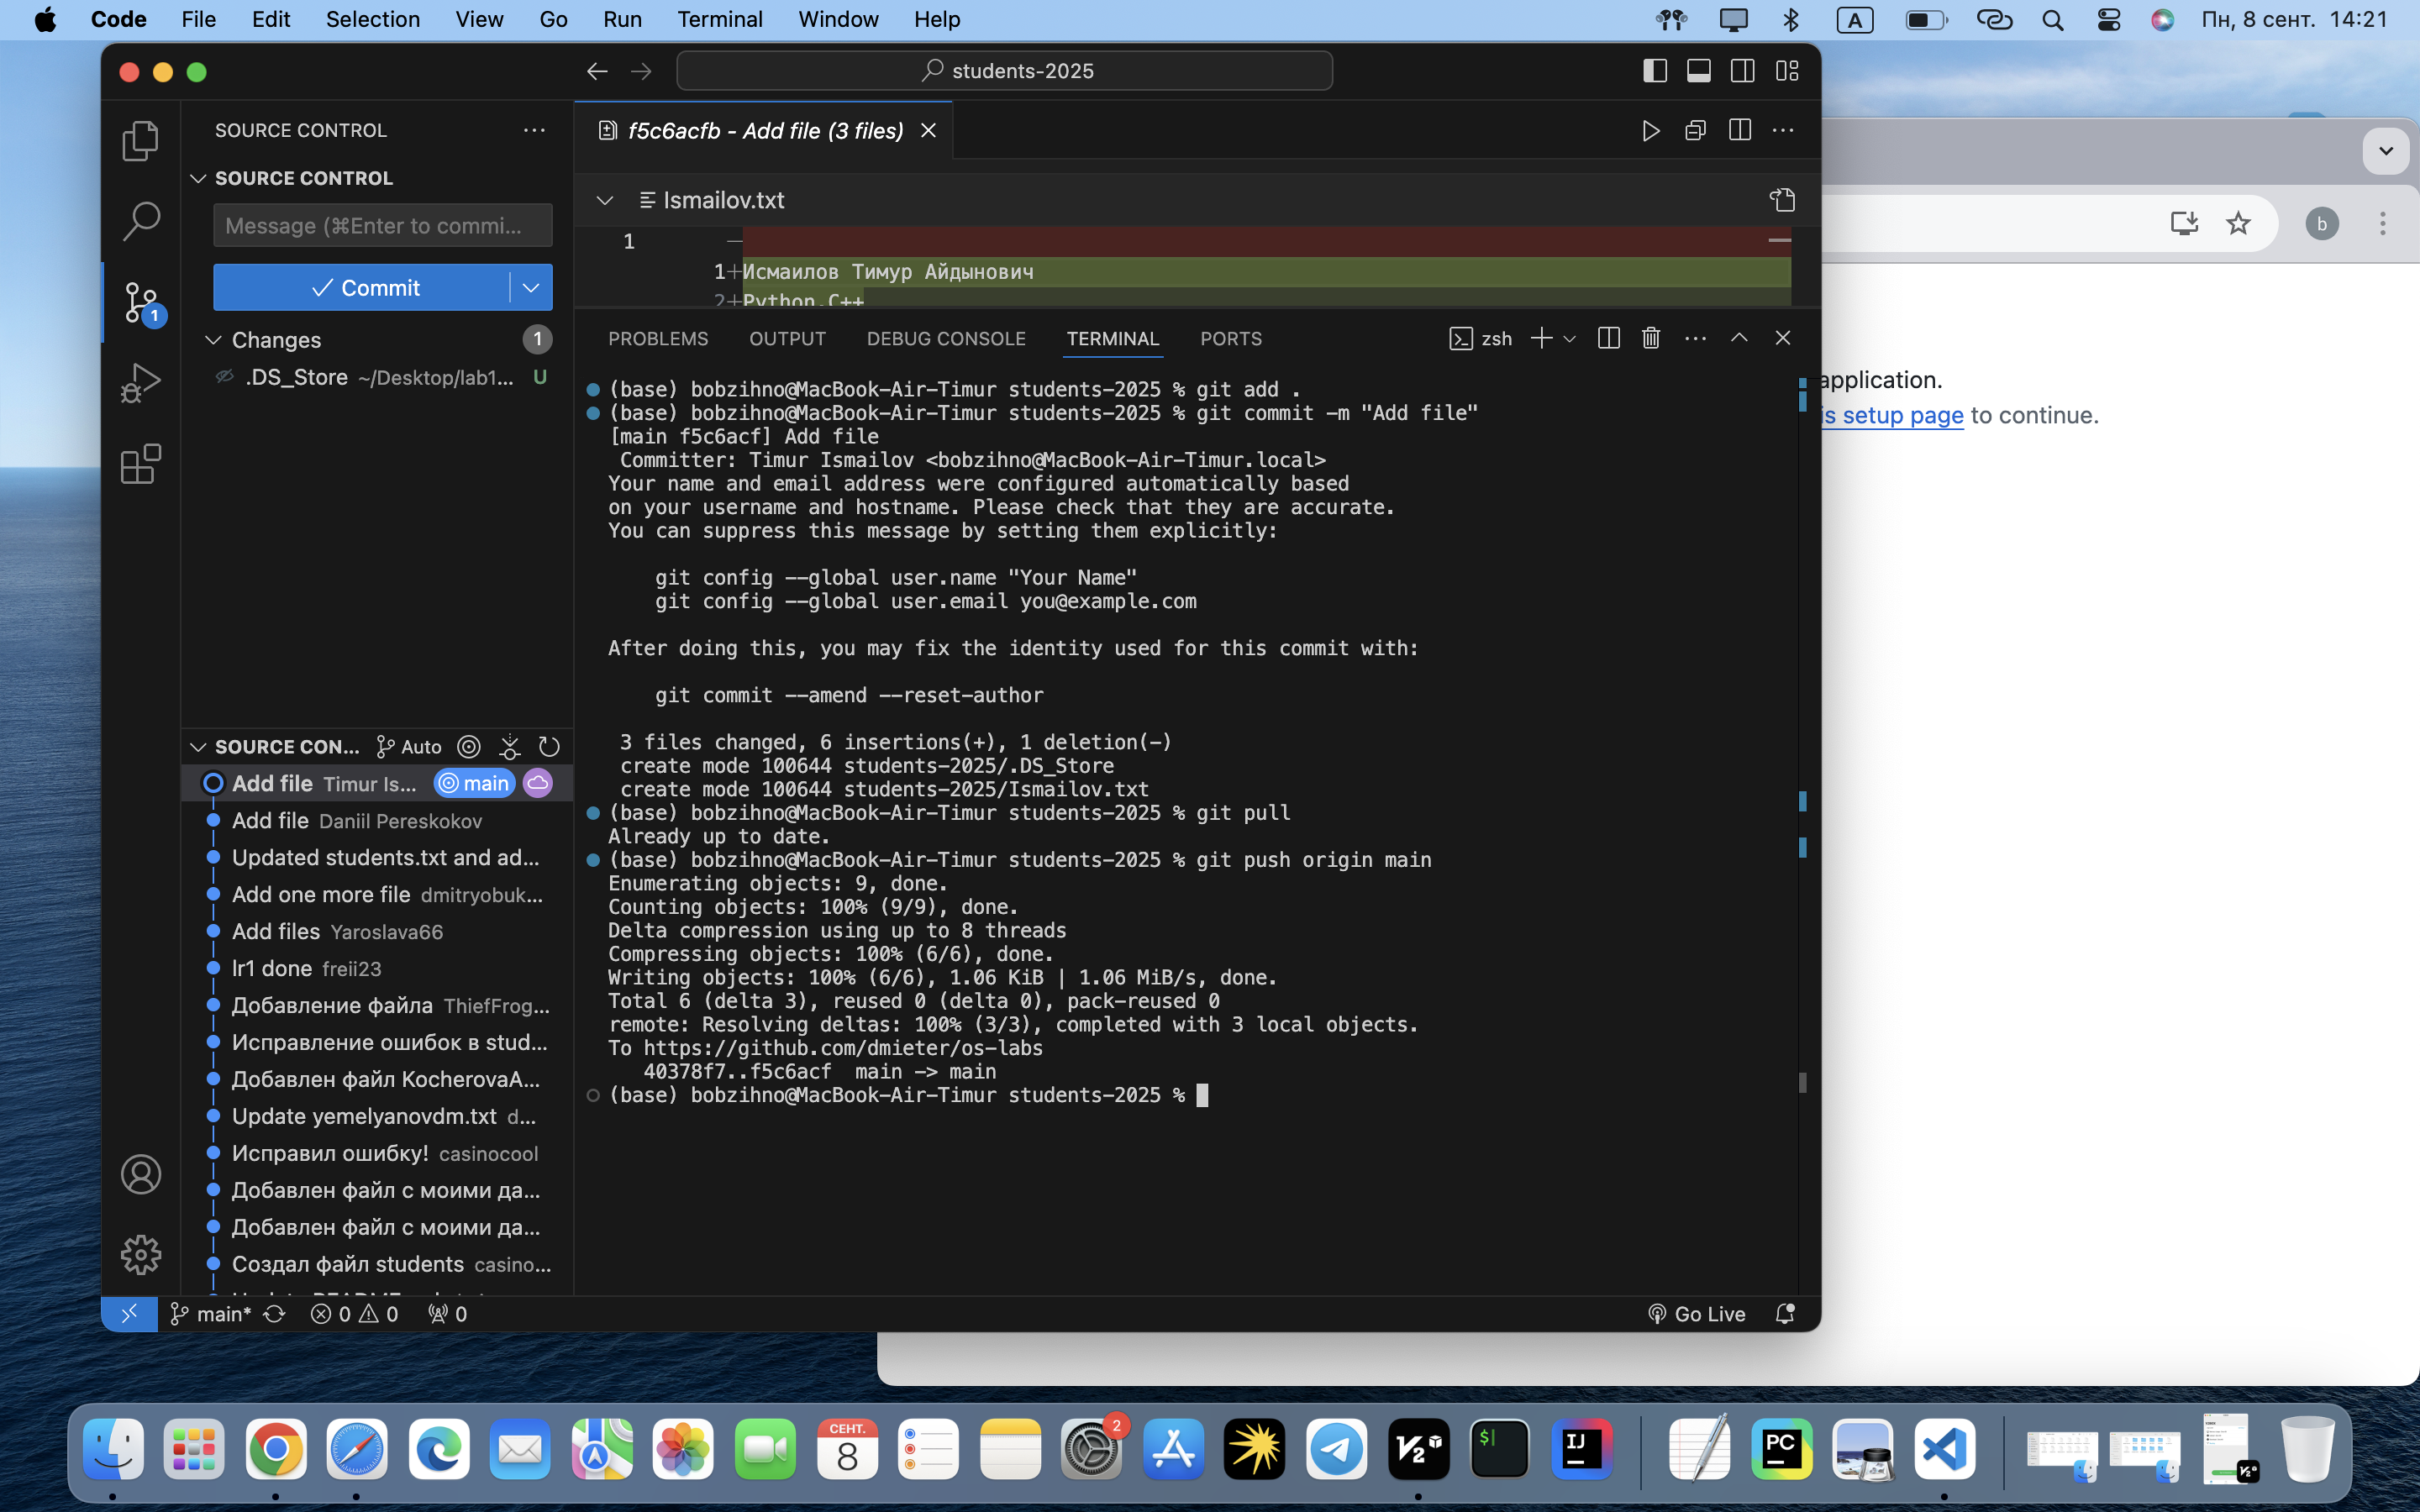 Code File Edit Selection View Go Run Terminal Window Help A Пн, 8 сент. 14:21
students-2025
SOURCE CONTROL
SOURCE CONTROL
Message (⌘Enter to commi...
Commit
Changes 1
.DS_Store ~/Desktop/lab1... U
1
f5c6acfb - Add file (3 files)
Ismailov.txt
1 −
1+Исмаилов Тимур Айдынович
2+Python,C++
PROBLEMS OUTPUT DEBUG CONSOLE TERMINAL PORTS zsh
(base) bobzihno@MacBook-Air-Timur students-2025 % git add .
(base) bobzihno@MacBook-Air-Timur students-2025 % git commit -m "Add file"
[main f5c6acf] Add file
Committer: Timur Ismailov <bobzihno@MacBook-Air-Timur.local>
Your name and email address were configured automatically based
on your username and hostname. Please check that they are accurate.
You can suppress this message by setting them explicitly:
git config --global user.name "Your Name"
git config --global user.email you@example.com
After doing this, you may fix the identity used for this commit with:
git commit --amend --reset-author
3 files changed, 6 insertions(+), 1 deletion(-)
create mode 100644 students-2025/.DS_Store
create mode 100644 students-2025/Ismailov.txt
(base) bobzihno@MacBook-Air-Timur students-2025 % git pull
Already up to date.
(base) bobzihno@MacBook-Air-Timur students-2025 % git push origin main
Enumerating objects: 9, done.
Counting objects: 100% (9/9), done.
Delta compression using up to 8 threads
Compressing objects: 100% (6/6), done.
Writing objects: 100% (6/6), 1.06 KiB | 1.06 MiB/s, done.
Total 6 (delta 3), reused 0 (delta 0), pack-reused 0
remote: Resolving deltas: 100% (3/3), completed with 3 local objects.
To https://github.com/dmieter/os-labs
40378f7..f5c6acf main -> main
(base) bobzihno@MacBook-Air-Timur students-2025 %
SOURCE CON... Auto
Add file Timur Is... main
Add file Daniil Pereskokov
Updated students.txt and ad...
Add one more file dmitryobuk...
Add files Yaroslava66
lr1 done freii23
Добавление файла ThiefFrog...
Исправление ошибок в stud...
Добавлен файл KocherovaA...
Update yemelyanovdm.txt d...
Исправил ошибку! casinocool
Добавлен файл с моими да...
Добавлен файл с моими да...
Создал файл students casino...
main* 0 0 0 Go Live
b
application.
is setup page to continue.
СЕНТ.
8
2
$
IJ
PC